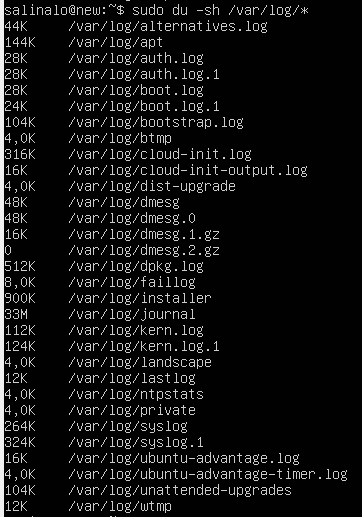 salinalo@new:~$ sudo du -sh /var/log/*
44K /var/log/alternatives.log
144K /var/log/apt
28K /var/log/auth.log
28K /var/log/auth.log.1
28K /var/log/boot.log
24K /var/log/boot.log.1
104K /var/log/bootstrap.log
4,0K /var/log/btmp
316K /var/log/cloud-init.log
16K /var/log/cloud-init-output.log
4,0K /var/log/dist-upgrade
48K /var/log/dmesg
48K /var/log/dmesg.0
16K /var/log/dmesg.1.gz
0 /var/log/dmesg.2.gz
512K /var/log/dpkg.log
8,0K /var/log/faillog
900K /var/log/installer
33M /var/log/journal
112K /var/log/kern.log
124K /var/log/kern.log.1
4,0K /var/log/landscape
12K /var/log/lastlog
4,0K /var/log/ntpstats
4,0K /var/log/private
264K /var/log/syslog
324K /var/log/syslog.1
16K /var/log/ubuntu-advantage.log
4,0K /var/log/ubuntu-advantage-timer.log
104K /var/log/unattended-upgrades
12K /var/log/wtmp